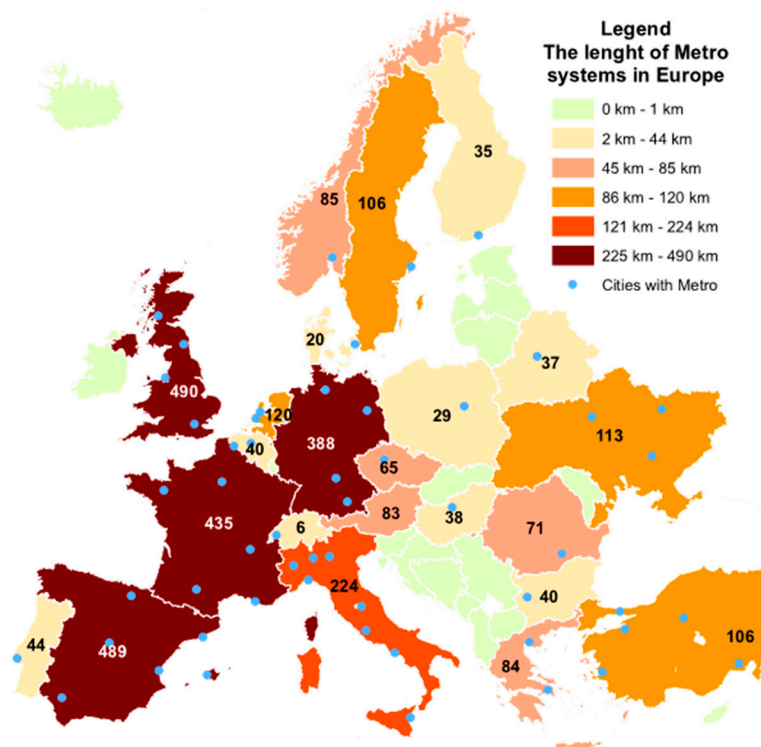 Legend
The lenght of Metro
systems in Europe
0 km - 1 km
2 km - 44 km
45 km - 85 km
86 km - 120 km
121 km - 224 km
225 km - 490 km
Cities with Metro
35
85
106
20
37
490
120
29
388
113
40
65
435
83
38
6
71
224
40
44
489
84
106